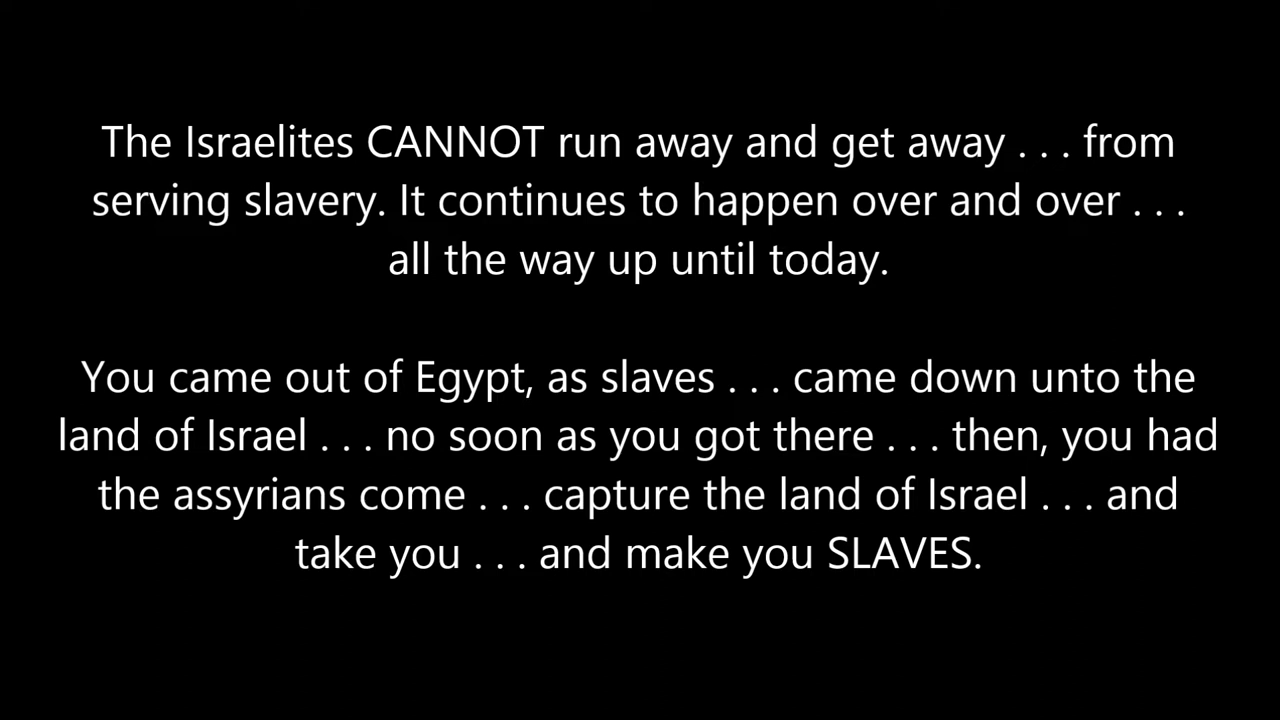 The Israelites CANNOT run away and get away . . . from
serving slavery. It continues to happen over and over . . .
all the way up until today.
You came out of Egypt, as slaves . . . came down unto the
land of Israel . . . no soon as you got there . . . then, you had
the assyrians come . . . capture the land of Israel . . . and
take you . . . and make you SLAVES.